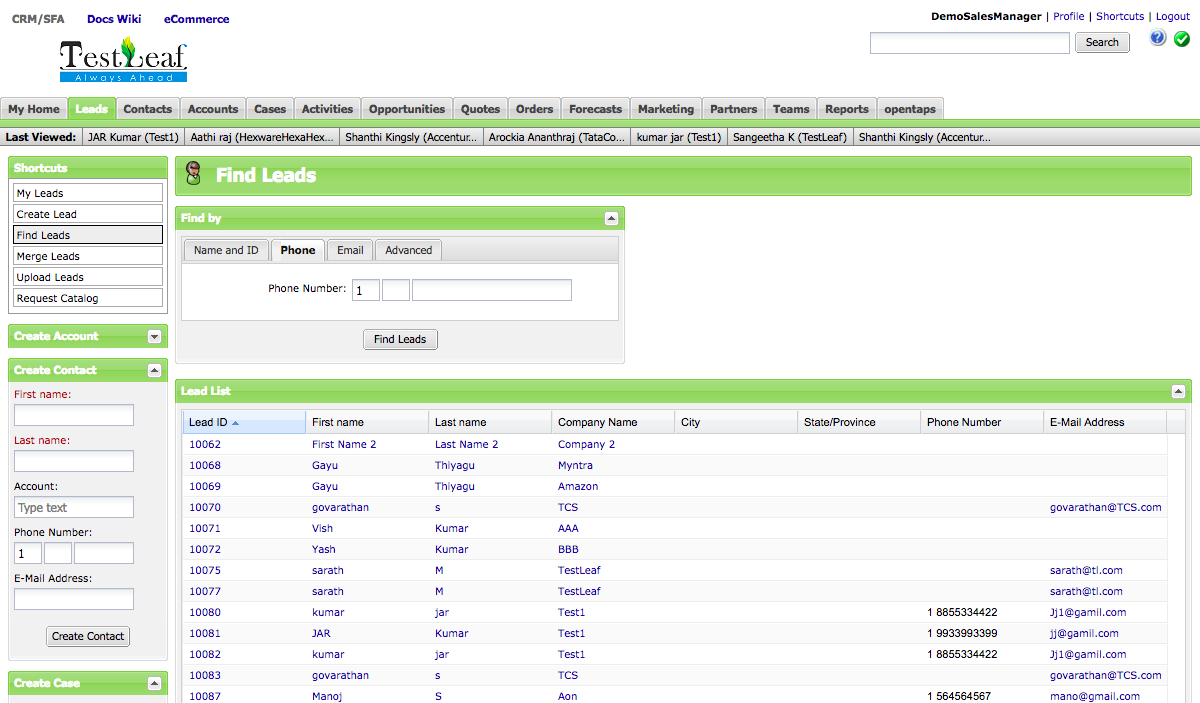 CRM/SFA Docs Wiki eCommerce
DemoSalesManager | Profile | Shortcuts | Logout
Search
TestLeaf
Always Ahead
My Home Leads Contacts Accounts Cases Activities Opportunities Quotes Orders Forecasts Marketing Partners Teams Reports opentaps
Last Viewed: JAR Kumar (Test1) Aathi raj (HexwareHexaHex... Shanthi Kingsly (Accentur... Arockia Ananthraj (TataCo... kumar jar (Test1) Sangeetha K (TestLeaf) Shanthi Kingsly (Accentur...
Shortcuts
My Leads
Create Lead
Find Leads
Merge Leads
Upload Leads
Request Catalog
Create Account
Create Contact
First name:
Last name:
Account:
Type text
Phone Number:
1
E-Mail Address:
Create Contact
Create Case
Find Leads
Find by
Name and ID Phone Email Advanced
Phone Number: 1
Find Leads
Lead List
Lead ID First name Last name Company Name City State/Province Phone Number E-Mail Address
10062 First Name 2 Last Name 2 Company 2
10068 Gayu Thiyagu Myntra
10069 Gayu Thiyagu Amazon
10070 govarathan s TCS govarathan@TCS.com
10071 Vish Kumar AAA
10072 Yash Kumar BBB
10075 sarath M TestLeaf sarath@tl.com
10077 sarath M TestLeaf sarath@tl.com
10080 kumar jar Test1 1 8855334422 Jj1@gamil.com
10081 JAR Kumar Test1 1 9933993399 jj@gamil.com
10082 kumar jar Test1 1 8855334422 Jj1@gamil.com
10083 govarathan s TCS govarathan@TCS.com
10087 Manoj S Aon 1 564564567 mano@gmail.com